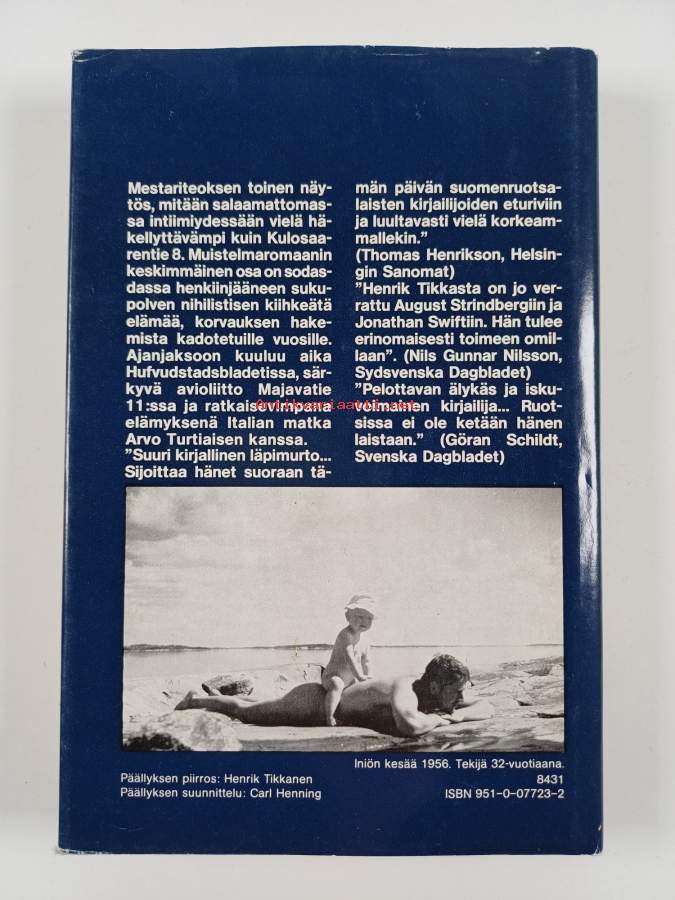 Mestariteoksen toinen näy-
tös, mitään salaamattomas-
sa intiimiydessään vielä hä-
kellyttävämpi kuin Kulosaa-
rentie 8. Muistelmaromaanin
keskimmäinen osa on sodas-
dassa henkiinjääneen suku-
polven nihilistisen kiihkeätä
elämää, korvauksen hake-
mista kadotetuille vuosille.
Ajanjaksoon kuuluu aika
Hufvudstadsbladetissa, sär-
kyvä avioliitto Majavatie
11:ssa ja ratkaisevimpana
elämyksenä Italian matka
Arvo Turtiaisen kanssa.
"Suuri kirjallinen läpimurto...
Sijoittaa hänet suoraan tä-
män päivän suomenruotsa-
laisten kirjailijoiden eturiviin
ja luultavasti vielä korkeam-
mallekin."
(Thomas Henrikson, Helsin-
gin Sanomat)
"Henrik Tikkasta on jo ver-
rattu August Strindbergiin ja
Jonathan Swiftiin. Hän tulee
erinomaisesti toimeen omil-
laan". (Nils Gunnar Nilsson,
Sydsvenska Dagbladet)
"Pelottavan älykäs ja isku-
voimainen kirjailija... Ruot-
sissa ei ole ketään hänen
laistaan." (Göran Schildt,
Svenska Dagbladet)
Antikvariaatti.net
Iniön kesää 1956. Tekijä 32-vuotiaana.
Päällyksen piirros: Henrik Tikkanen
Päällyksen suunnittelu: Carl Henning
8431
ISBN 951-0-07723-2